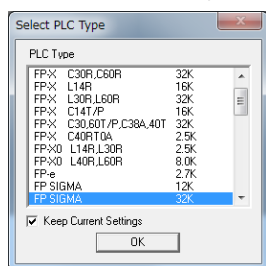 Select PLC Type
PLC Type
FP-X C30R,C60R 32K
FP-X L14R 16K
FP-X L30R,L60R 32K
FP-X C14T/P 16K
FP-X C30,60T/P,C38A,40T 32K
FP-X C40RT0A 2.5K
FP-X0 L14R,L30R 2.5K
FP-X0 L40R,L60R 8.0K
FP-e 2.7K
FP SIGMA 12K
FP SIGMA 32K
Keep Current Settings
OK